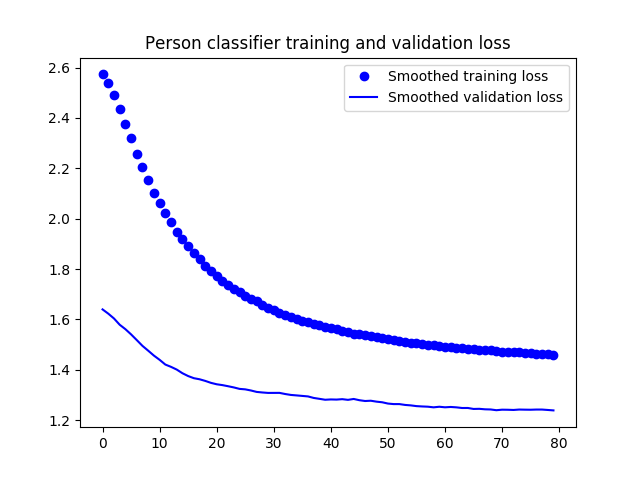 Person classifier training and validation loss
Smoothed training loss
Smoothed validation loss
2.6
2.4
2.2
2.0
1.8
1.6
1.4
1.2
0 10 20 30 40 50 60 70 80